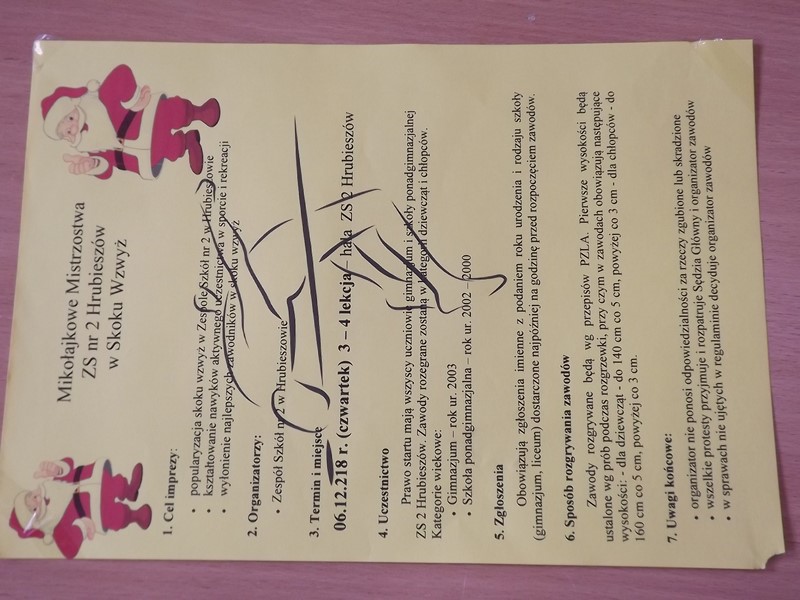 Mikołajkowe Mistrzostwa
ZS nr 2 Hrubieszów
w Skoku Wzwyż
1. Cel imprezy:
• popularyzacja skoku wzwyż w Zespole Szkół nr 2 w Hrubieszowie
• kształtowanie nawyków aktywnego uczestnictwa w sporcie i rekreacji
• wyłonienie najlepszych zawodników w skoku wzwyż
2. Organizatorzy:
• Zespół Szkół nr 2 w Hrubieszowie
3. Termin i miejsce
06.12.218 r. (czwartek) 3 – 4 lekcja – hala ZS 2 Hrubieszów
4. Uczestnictwo
Prawo startu mają wszyscy uczniowie gimnazjum i szkoły ponadgimnazjalnej
ZS 2 Hrubieszów. Zawody rozegrane zostaną w kategorii dziewcząt i chłopców.
Kategorie wiekowe:
• Gimnazjum – rok ur. 2003
• Szkoła ponadgimnazjalna – rok ur. 2002 – 2000
5. Zgłoszenia
Obowiązują zgłoszenia imienne z podaniem roku urodzenia i rodzaju szkoły
(gimnazjum, liceum) dostarczone najpóźniej na godzinę przed rozpoczęciem zawodów.
6. Sposób rozgrywania zawodów
Zawody rozgrywane będą wg przepisów PZLA. Pierwsze wysokości będą
ustalone wg prób podczas rozgrzewki, przy czym w zawodach obowiązują następujące
wysokości: - dla dziewcząt - do 140 cm co 5 cm, powyżej co 3 cm - dla chłopców - do
160 cm co 5 cm, powyżej co 3 cm.
7. Uwagi końcowe:
• organizator nie ponosi odpowiedzialności za rzeczy zgubione lub skradzione
• wszelkie protesty przyjmuje i rozpatruje Sędzia Główny i organizator zawodów
• w sprawach nie ujętych w regulaminie decyduje organizator zawodów